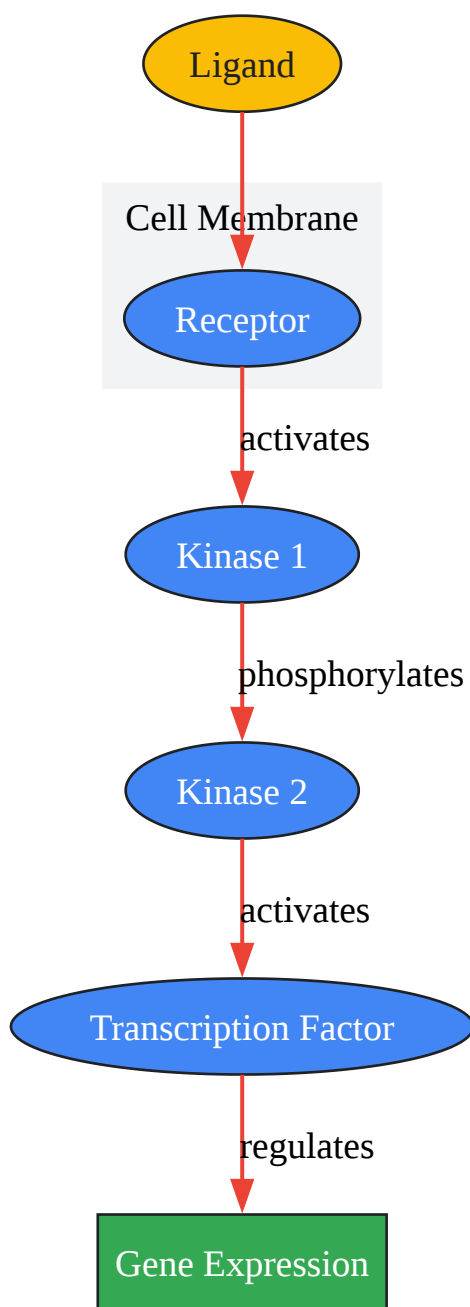 Ligand
Cell Membrane
Receptor
activates
Kinase 1
phosphorylates
Kinase 2
activates
Transcription Factor
regulates
Gene Expression